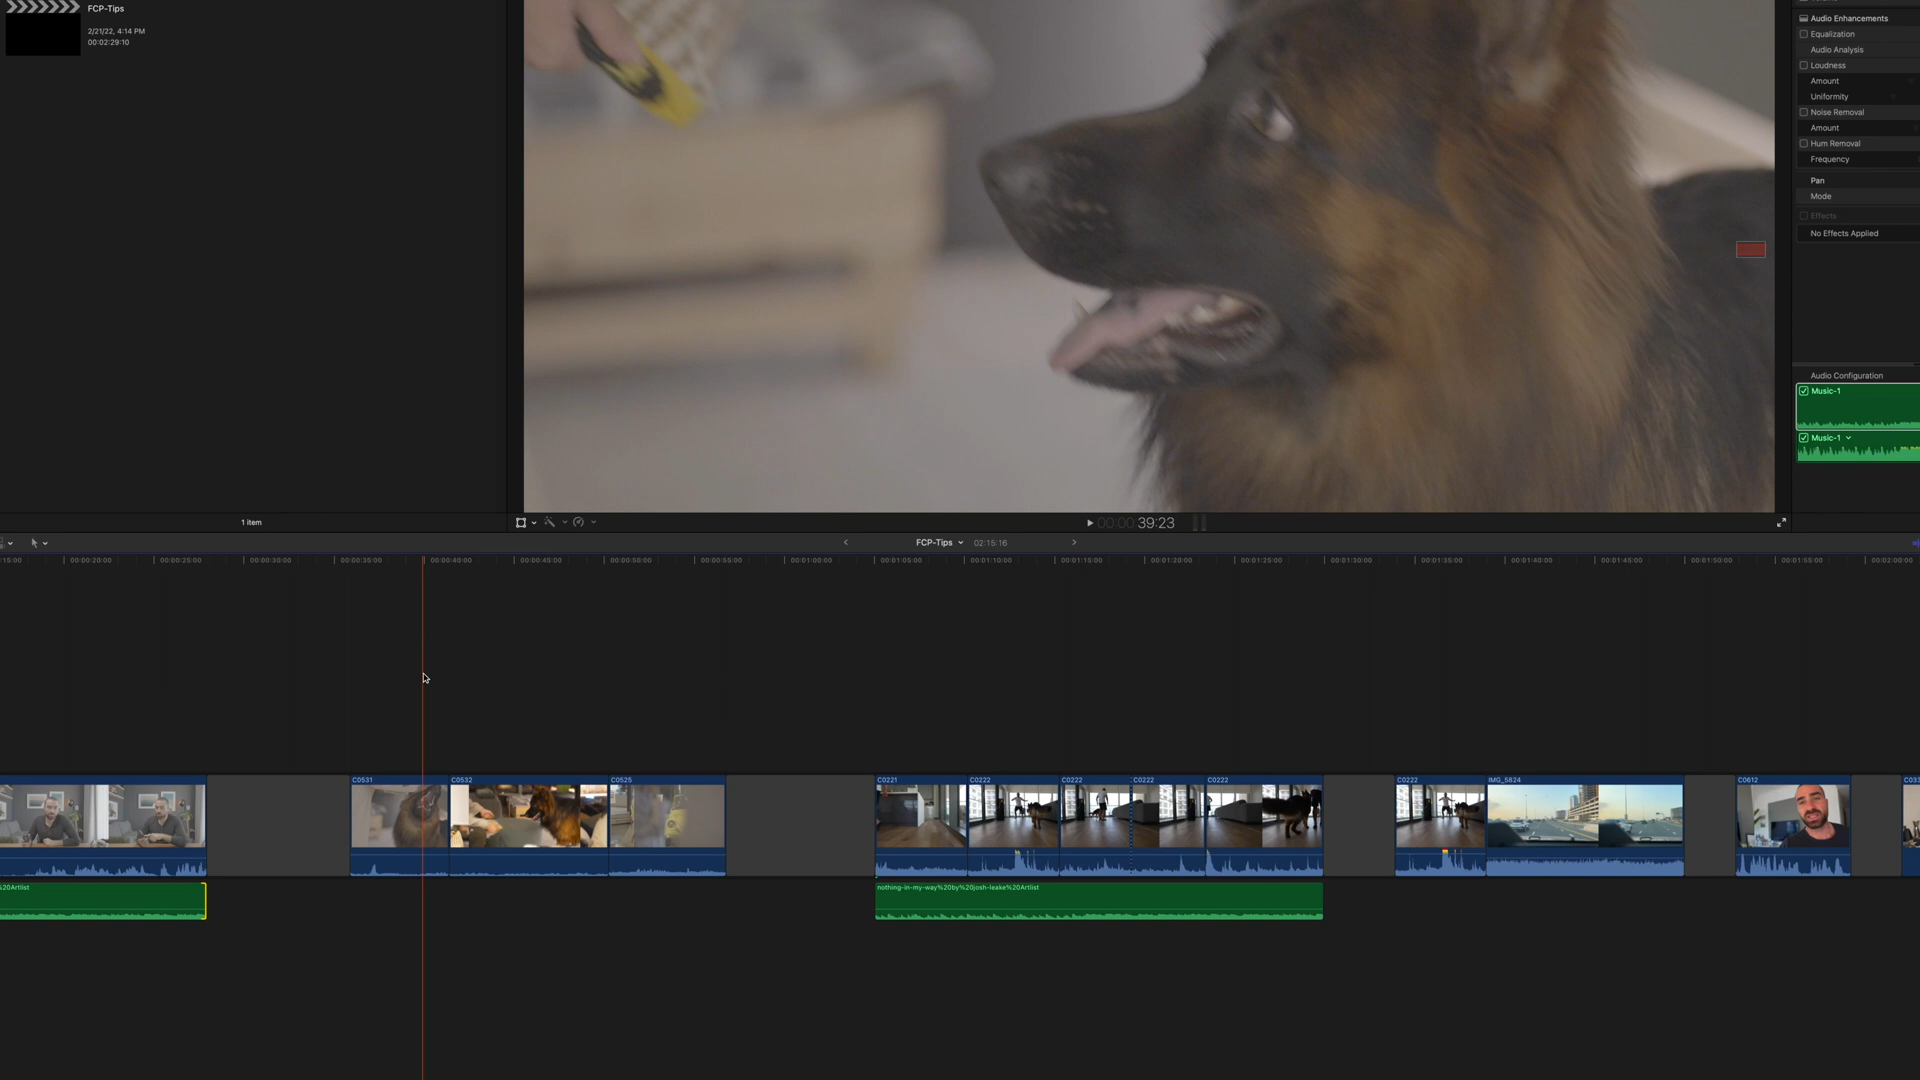 FCP-Tips
2/21/22, 4:14 PM
00:02:29:10
Audio Enhancements
Equalization
Audio Analysis
Loudness
Amount
Uniformity
Noise Removal
Amount
Hum Removal
Frequency
Pan
Mode
Effects
No Effects Applied
Audio Configuration
Music-1
Music-1
1 item
00:00:39:23
FCP-Tips
02:15:16
:15:00
00:00:20:00
00:00:25:00
00:00:30:00
00:00:35:00
00:00:40:00
00:00:45:00
00:00:50:00
00:00:55:00
00:01:00:00
00:01:05:00
00:01:10:00
00:01:15:00
00:01:20:00
00:01:25:00
00:01:30:00
00:01:35:00
00:01:40:00
00:01:45:00
00:01:50:00
00:01:55:00
00:02:00:00
C0531
C0532
C0525
C0221
C0222
C0222
C0222
C0222
C0222
IMG_5824
C0612
%20Artlist
nothing-in-my-way%20by%20josh-leake%20Artlist